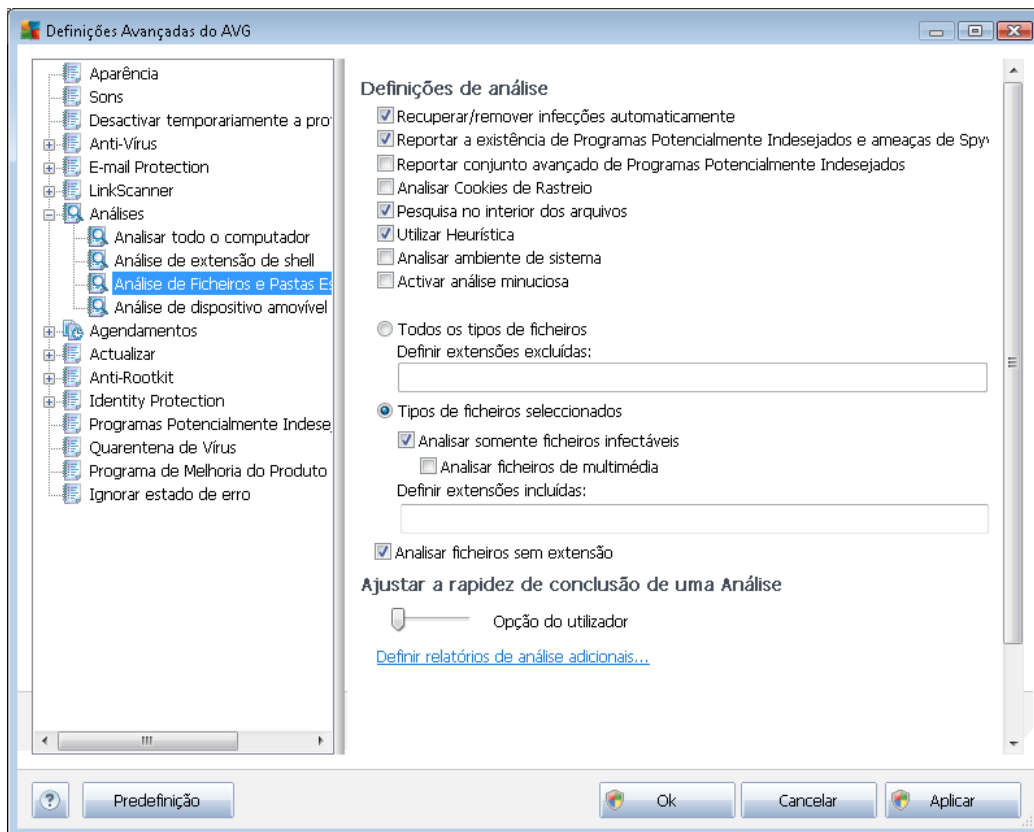 Definições Avançadas do AVG
Aparência
Sons
Desactivar temporariamente a pro
Anti-Vírus
E-mail Protection
LinkScanner
Análises
Analisar todo o computador
Análise de extensão de shell
Análise de Ficheiros e Pastas Es
Análise de dispositivo amovível
Agendamentos
Actualizar
Anti-Rootkit
Identity Protection
Programas Potencialmente Indesej
Quarentena de Vírus
Programa de Melhoria do Produto
Ignorar estado de erro
Definições de análise
Recuperar/remover infecções automaticamente
Reportar a existência de Programas Potencialmente Indesejados e ameaças de Spyw
Reportar conjunto avançado de Programas Potencialmente Indesejados
Analisar Cookies de Rastreio
Pesquisa no interior dos arquivos
Utilizar Heurística
Analisar ambiente de sistema
Activar análise minuciosa
Todos os tipos de ficheiros
Definir extensões excluídas:
Tipos de ficheiros seleccionados
Analisar somente ficheiros infectáveis
Analisar ficheiros de multimédia
Definir extensões incluídas:
Analisar ficheiros sem extensão
Ajustar a rapidez de conclusão de uma Análise
Opção do utilizador
Definir relatórios de análise adicionais...
?
Predefinição
Ok
Cancelar
Aplicar